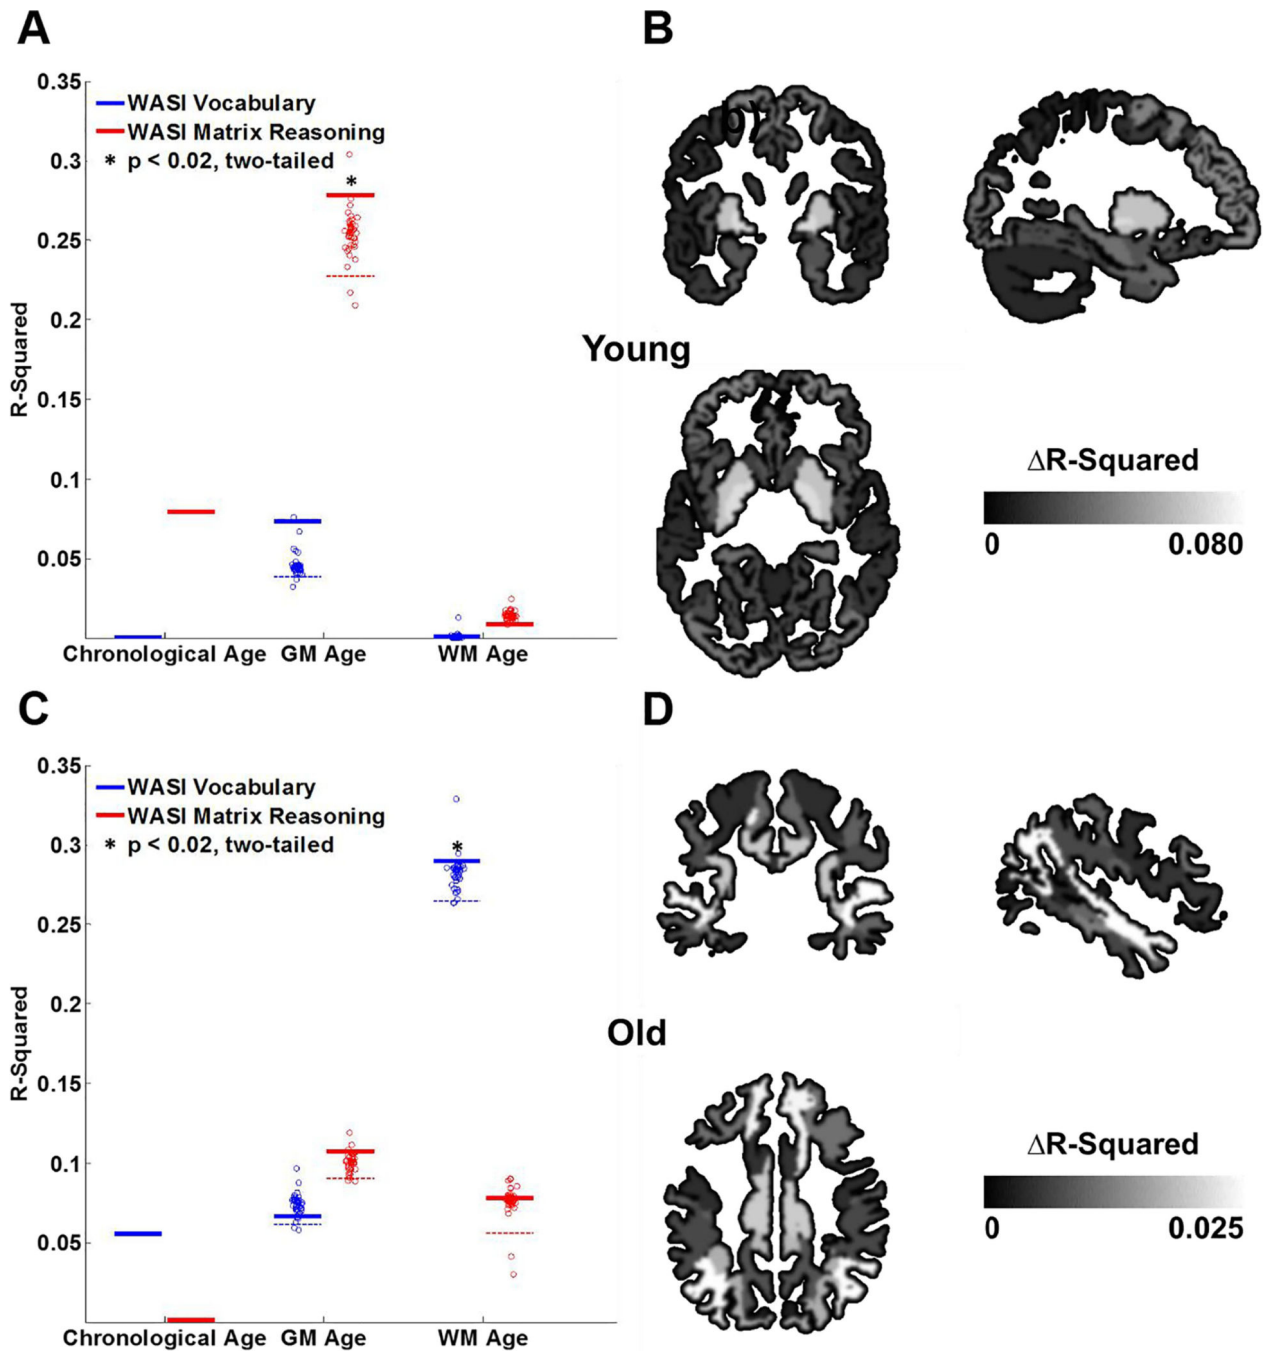 A
B
0.35
WASI Vocabulary
WASI Matrix Reasoning
* p < 0.02, two-tailed
0.3
*
0.25
0.2
0.15
0.1
0.05
R-Squared
Chronological Age GM Age WM Age
b)
Young
ΔR-Squared
0 0.080
C
D
0.35
WASI Vocabulary
WASI Matrix Reasoning
* p < 0.02, two-tailed
0.3
*
0.25
0.2
0.15
0.1
0.05
R-Squared
Chronological Age GM Age WM Age
Old
ΔR-Squared
0 0.025